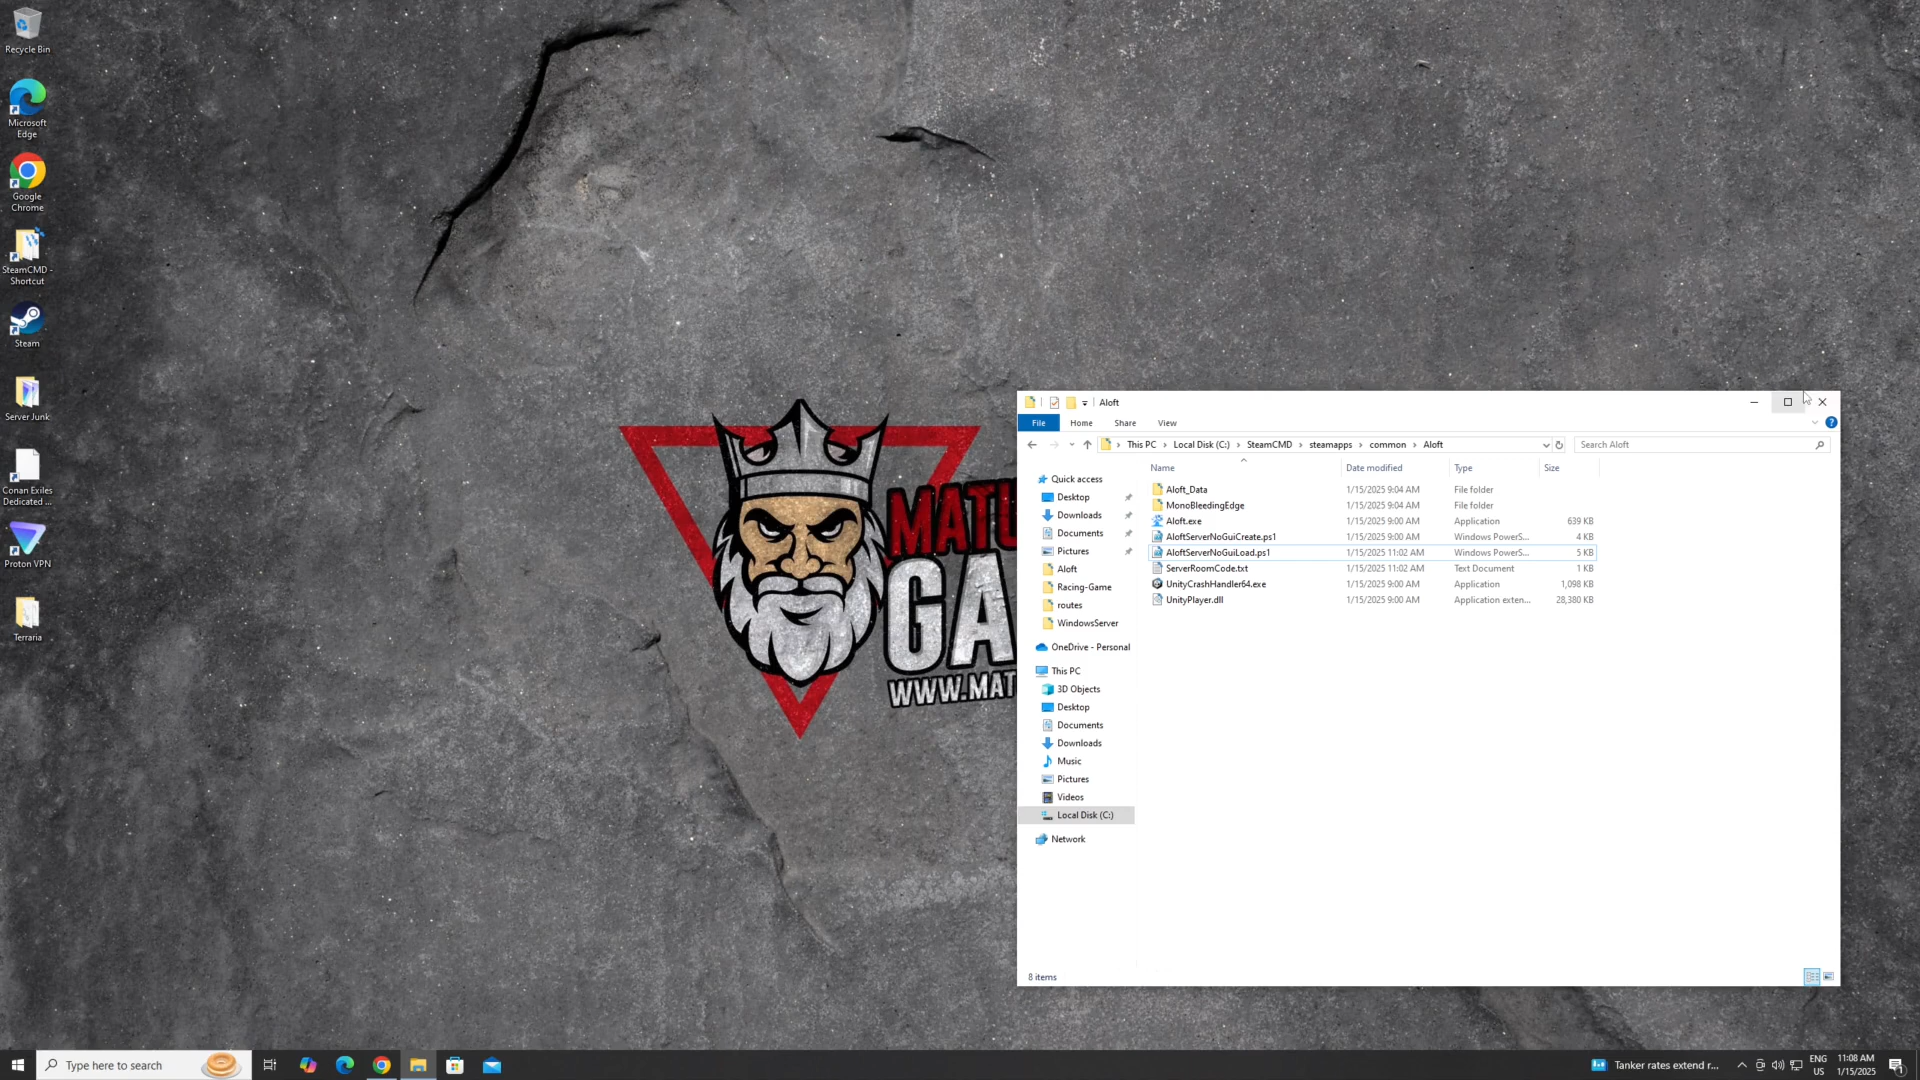 Recycle Bin
Microsoft
Edge
Google
Chrome
SteamCMD -
Shortcut
Steam
Server Junk
Conan Exiles
Dedicated ...
Proton VPN
Terraria
MATU
GA
WWW.MAT
Aloft
File Home Share View
This PC Local Disk (C:) SteamCMD steamapps common Aloft
Search Aloft
Name Date modified Type Size
Quick access
Desktop
Downloads
Documents
Pictures
Aloft
Racing-Game
routes
WindowsServer
OneDrive - Personal
This PC
3D Objects
Desktop
Documents
Downloads
Music
Pictures
Videos
Local Disk (C:)
Network
Aloft_Data 1/15/2025 9:04 AM File folder
MonoBleedingEdge 1/15/2025 9:04 AM File folder
Aloft.exe 1/15/2025 9:00 AM Application 639 KB
AloftServerNoGuiCreate.ps1 1/15/2025 9:00 AM Windows PowerS... 4 KB
AloftServerNoGuiLoad.ps1 1/15/2025 11:02 AM Windows PowerS... 5 KB
ServerRoomCode.txt 1/15/2025 11:02 AM Text Document 1 KB
UnityCrashHandler64.exe 1/15/2025 9:00 AM Application 1,098 KB
UnityPlayer.dll 1/15/2025 9:00 AM Application exten... 28,380 KB
8 items
Type here to search
Tanker rates extend r...
ENG
US
11:08 AM
1/15/2025